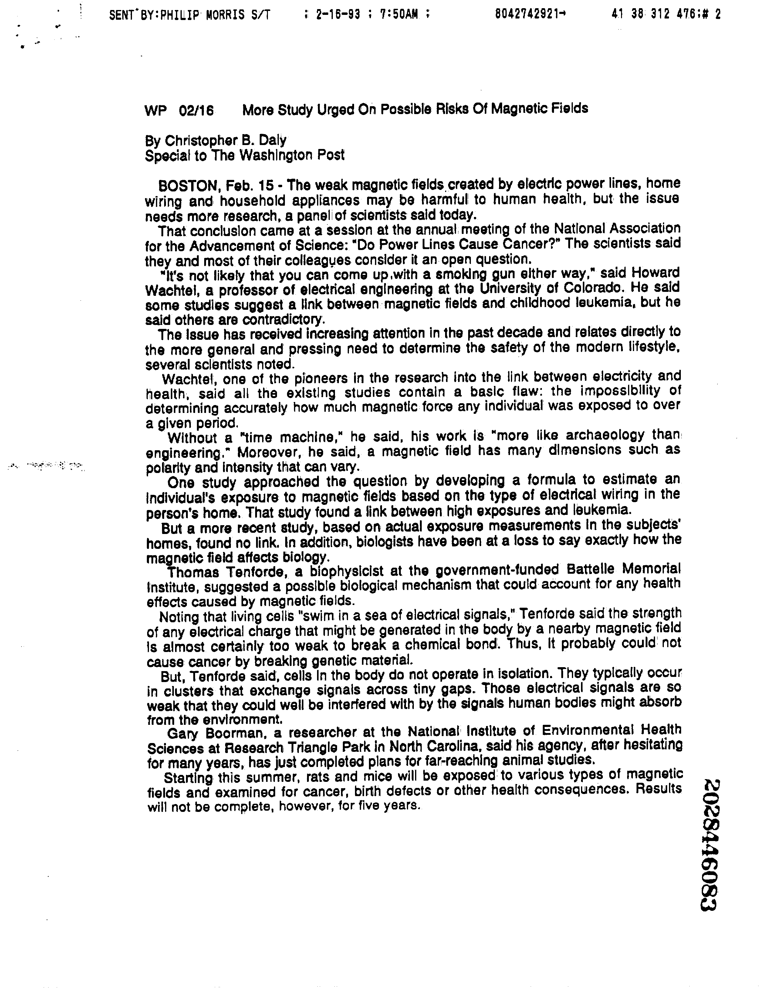 SENT BY:PHILIP MORRIS S/T ; 2-16-93 ; 7:50AM ; 8042742921→ 41 38 312 476;# 2
WP 02/16 More Study Urged On Possible Risks Of Magnetic Fields
By Christopher B. Daly
Special to The Washington Post
BOSTON, Feb. 15 - The weak magnetic fields created by electric power lines, home
wiring and household appliances may be harmful to human health, but the issue
needs more research, a panel of scientists said today.
That conclusion came at a session at the annual meeting of the National Association
for the Advancement of Science: "Do Power Lines Cause Cancer?" The scientists said
they and most of their colleagues consider it an open question.
"It's not likely that you can come up with a smoking gun either way," said Howard
Wachtel, a professor of electrical engineering at the University of Colorado. He said
some studies suggest a link between magnetic fields and childhood leukemia, but he
said others are contradictory.
The issue has received increasing attention in the past decade and relates directly to
the more general and pressing need to determine the safety of the modern lifestyle,
several scientists noted.
Wachtel, one of the pioneers in the research into the link between electricity and
health, said all the existing studies contain a basic flaw: the impossibility of
determining accurately how much magnetic force any individual was exposed to over
a given period.
Without a "time machine," he said, his work is "more like archaeology than
engineering." Moreover, he said, a magnetic field has many dimensions such as
polarity and intensity that can vary.
One study approached the question by developing a formula to estimate an
individual's exposure to magnetic fields based on the type of electrical wiring in the
person's home. That study found a link between high exposures and leukemia.
But a more recent study, based on actual exposure measurements in the subjects'
homes, found no link. In addition, biologists have been at a loss to say exactly how the
magnetic field affects biology.
Thomas Tenforde, a biophysicist at the government-funded Battelle Memorial
Institute, suggested a possible biological mechanism that could account for any health
effects caused by magnetic fields.
Noting that living cells "swim in a sea of electrical signals," Tenforde said the strength
of any electrical charge that might be generated in the body by a nearby magnetic field
is almost certainly too weak to break a chemical bond. Thus, it probably could not
cause cancer by breaking genetic material.
But, Tenforde said, cells in the body do not operate in isolation. They typically occur
in clusters that exchange signals across tiny gaps. Those electrical signals are so
weak that they could well be interfered with by the signals human bodies might absorb
from the environment.
Gary Boorman, a researcher at the National Institute of Environmental Health
Sciences at Research Triangle Park in North Carolina, said his agency, after hesitating
for many years, has just completed plans for far-reaching animal studies.
Starting this summer, rats and mice will be exposed to various types of magnetic
fields and examined for cancer, birth defects or other health consequences. Results
will not be complete, however, for five years.
2028446083